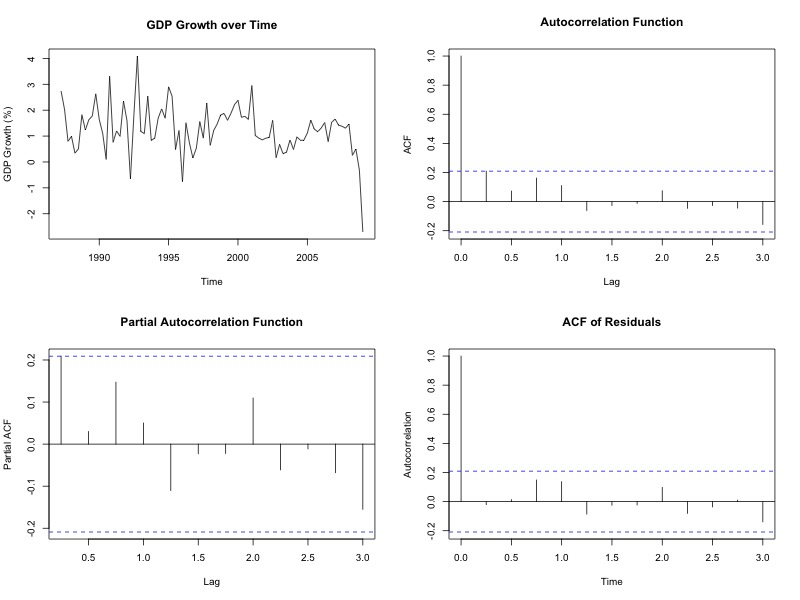 GDP Growth over Time
GDP Growth (%)
4
3
2
1
0
-1
-2
1990 1995 2000 2005
Time
Autocorrelation Function
ACF
1.0
0.8
0.6
0.4
0.2
0.0
-0.2
0.0 0.5 1.0 1.5 2.0 2.5 3.0
Lag
Partial Autocorrelation Function
Partial ACF
0.2
0.1
0.0
-0.1
-0.2
0.5 1.0 1.5 2.0 2.5 3.0
Lag
ACF of Residuals
Autocorrelation
1.0
0.8
0.6
0.4
0.2
0.0
-0.2
0.0 0.5 1.0 1.5 2.0 2.5 3.0
Time